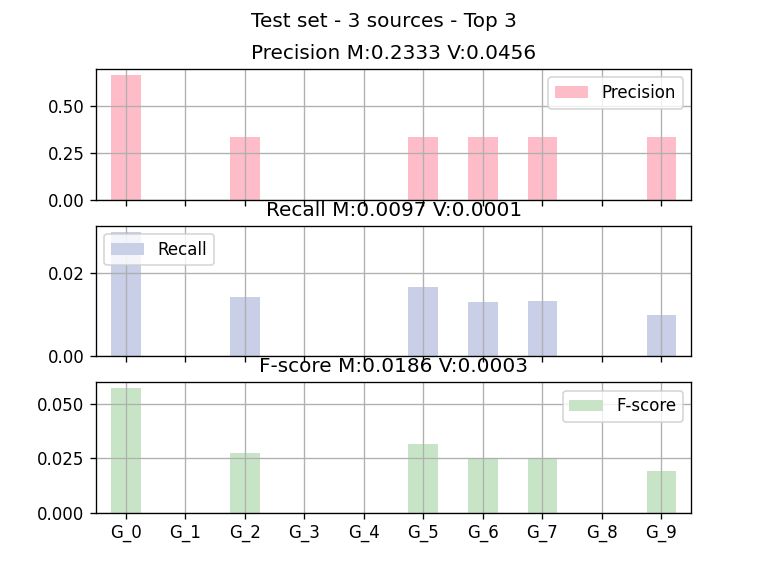 Test set - 3 sources - Top 3
Precision M:0.2333 V:0.0456
0.50
0.25
0.00
Precision
Recall M:0.0097 V:0.0001
0.02
0.00
Recall
F-score M:0.0186 V:0.0003
0.050
0.025
0.000
F-score
G_0 G_1 G_2 G_3 G_4 G_5 G_6 G_7 G_8 G_9